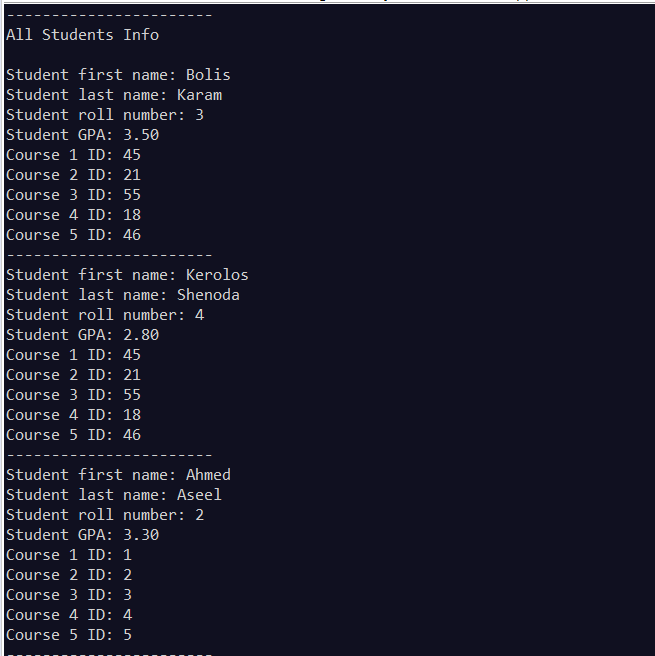 -----------------------
All Students Info
Student first name: Bolis
Student last name: Karam
Student roll number: 3
Student GPA: 3.50
Course 1 ID: 45
Course 2 ID: 21
Course 3 ID: 55
Course 4 ID: 18
Course 5 ID: 46
-----------------------
Student first name: Kerolos
Student last name: Shenoda
Student roll number: 4
Student GPA: 2.80
Course 1 ID: 45
Course 2 ID: 21
Course 3 ID: 55
Course 4 ID: 18
Course 5 ID: 46
-----------------------
Student first name: Ahmed
Student last name: Aseel
Student roll number: 2
Student GPA: 3.30
Course 1 ID: 1
Course 2 ID: 2
Course 3 ID: 3
Course 4 ID: 4
Course 5 ID: 5
-----------------------